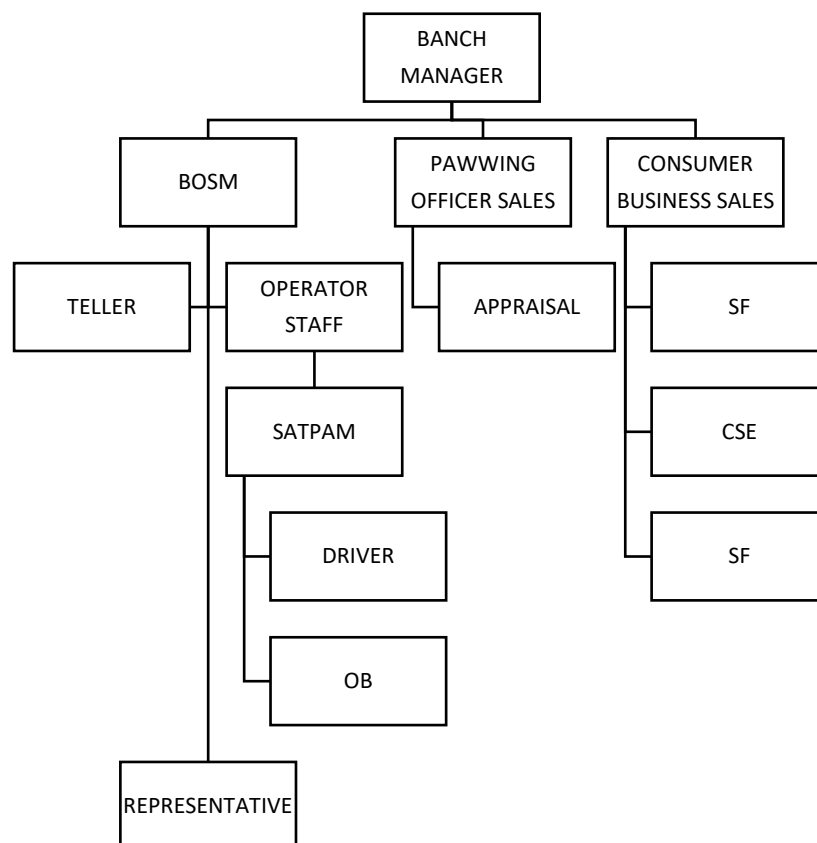 BANCH
MANAGER
BOSM
PAWWING
OFFICER SALES
CONSUMER
BUSINESS SALES
TELLER
OPERATOR
STAFF
APPRAISAL
SF
SATPAM
CSE
DRIVER
SF
OB
REPRESENTATIVE